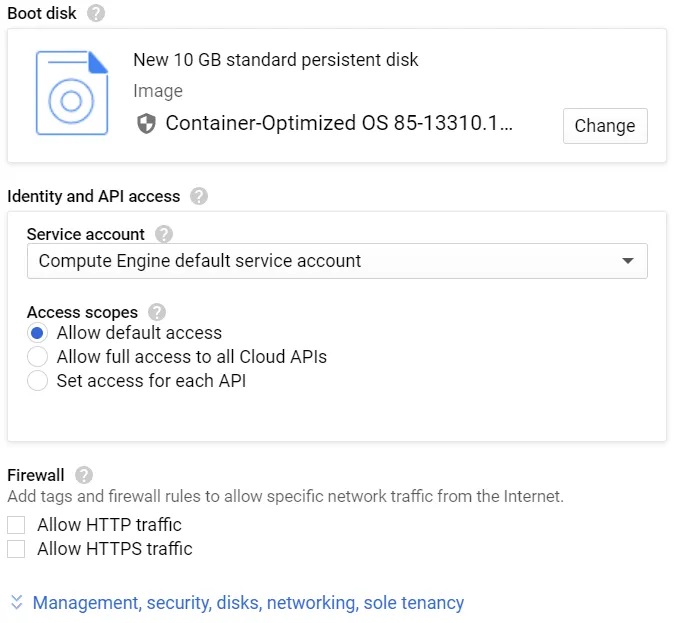 Boot disk ?
New 10 GB standard persistent disk
Image
Container-Optimized OS 85-13310.1...
Change
Identity and API access ?
Service account ?
Compute Engine default service account
Access scopes ?
Allow default access
Allow full access to all Cloud APIs
Set access for each API
Firewall ?
Add tags and firewall rules to allow specific network traffic from the Internet.
Allow HTTP traffic
Allow HTTPS traffic
Management, security, disks, networking, sole tenancy